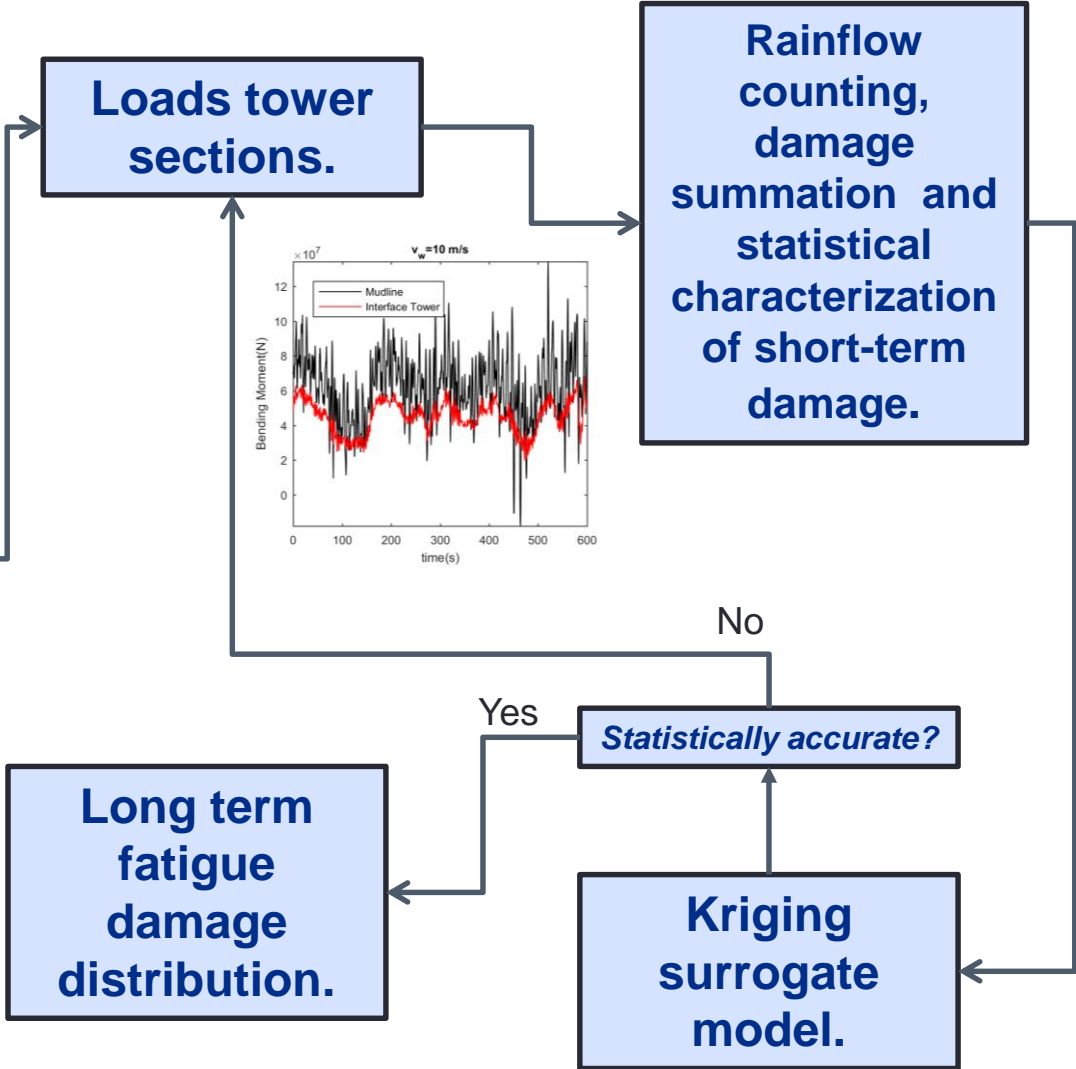 Loads tower
sections.
Rainflow
counting,
damage
summation and
statistical
characterization
of short-term
damage.
×10⁷
v_w=10 m/s
Mudline
Interface Tower
12
10
8
6
4
2
0
Bending Moment(N)
0 100 200 300 400 500 600
time(s)
No
Yes
Statistically accurate?
Long term
fatigue
damage
distribution.
Kriging
surrogate
model.